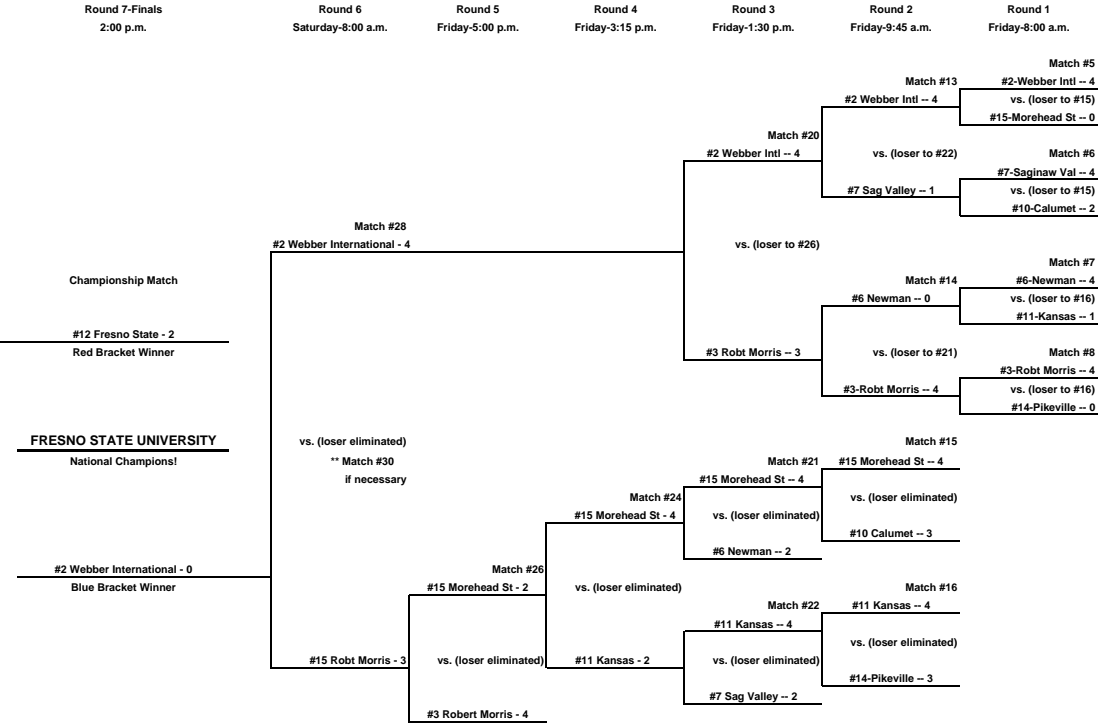 Round 7-Finals Round 6 Round 5 Round 4 Round 3 Round 2 Round 1
2:00 p.m. Saturday-8:00 a.m. Friday-5:00 p.m. Friday-3:15 p.m. Friday-1:30 p.m. Friday-9:45 a.m. Friday-8:00 a.m.
Match #5
Match #13 #2-Webber Intl -- 4
#2 Webber Intl -- 4 vs. (loser to #15)
#15-Morehead St -- 0
Match #20
#2 Webber Intl -- 4 vs. (loser to #22) Match #6
#7-Saginaw Val -- 4
#7 Sag Valley -- 1 vs. (loser to #15)
#10-Calumet -- 2
Match #28
#2 Webber International - 4 vs. (loser to #26)
Match #7
Championship Match Match #14 #6-Newman -- 4
#6 Newman -- 0 vs. (loser to #16)
#11-Kansas -- 1
#12 Fresno State - 2
Red Bracket Winner #3 Robt Morris -- 3 vs. (loser to #21) Match #8
#3-Robt Morris -- 4
#3-Robt Morris -- 4 vs. (loser to #16)
#14-Pikeville -- 0
FRESNO STATE UNIVERSITY vs. (loser eliminated) Match #15
National Champions! ** Match #30 Match #21 #15 Morehead St -- 4
if necessary #15 Morehead St -- 4
Match #24 vs. (loser eliminated)
#15 Morehead St - 4 vs. (loser eliminated)
#10 Calumet -- 3
#6 Newman -- 2
#2 Webber International - 0 Match #26
Blue Bracket Winner #15 Morehead St - 2 vs. (loser eliminated) Match #16
Match #22 #11 Kansas -- 4
#11 Kansas -- 4
vs. (loser eliminated)
#15 Robt Morris - 3 vs. (loser eliminated) #11 Kansas - 2 vs. (loser eliminated)
#14-Pikeville -- 3
#7 Sag Valley -- 2
#3 Robert Morris - 4